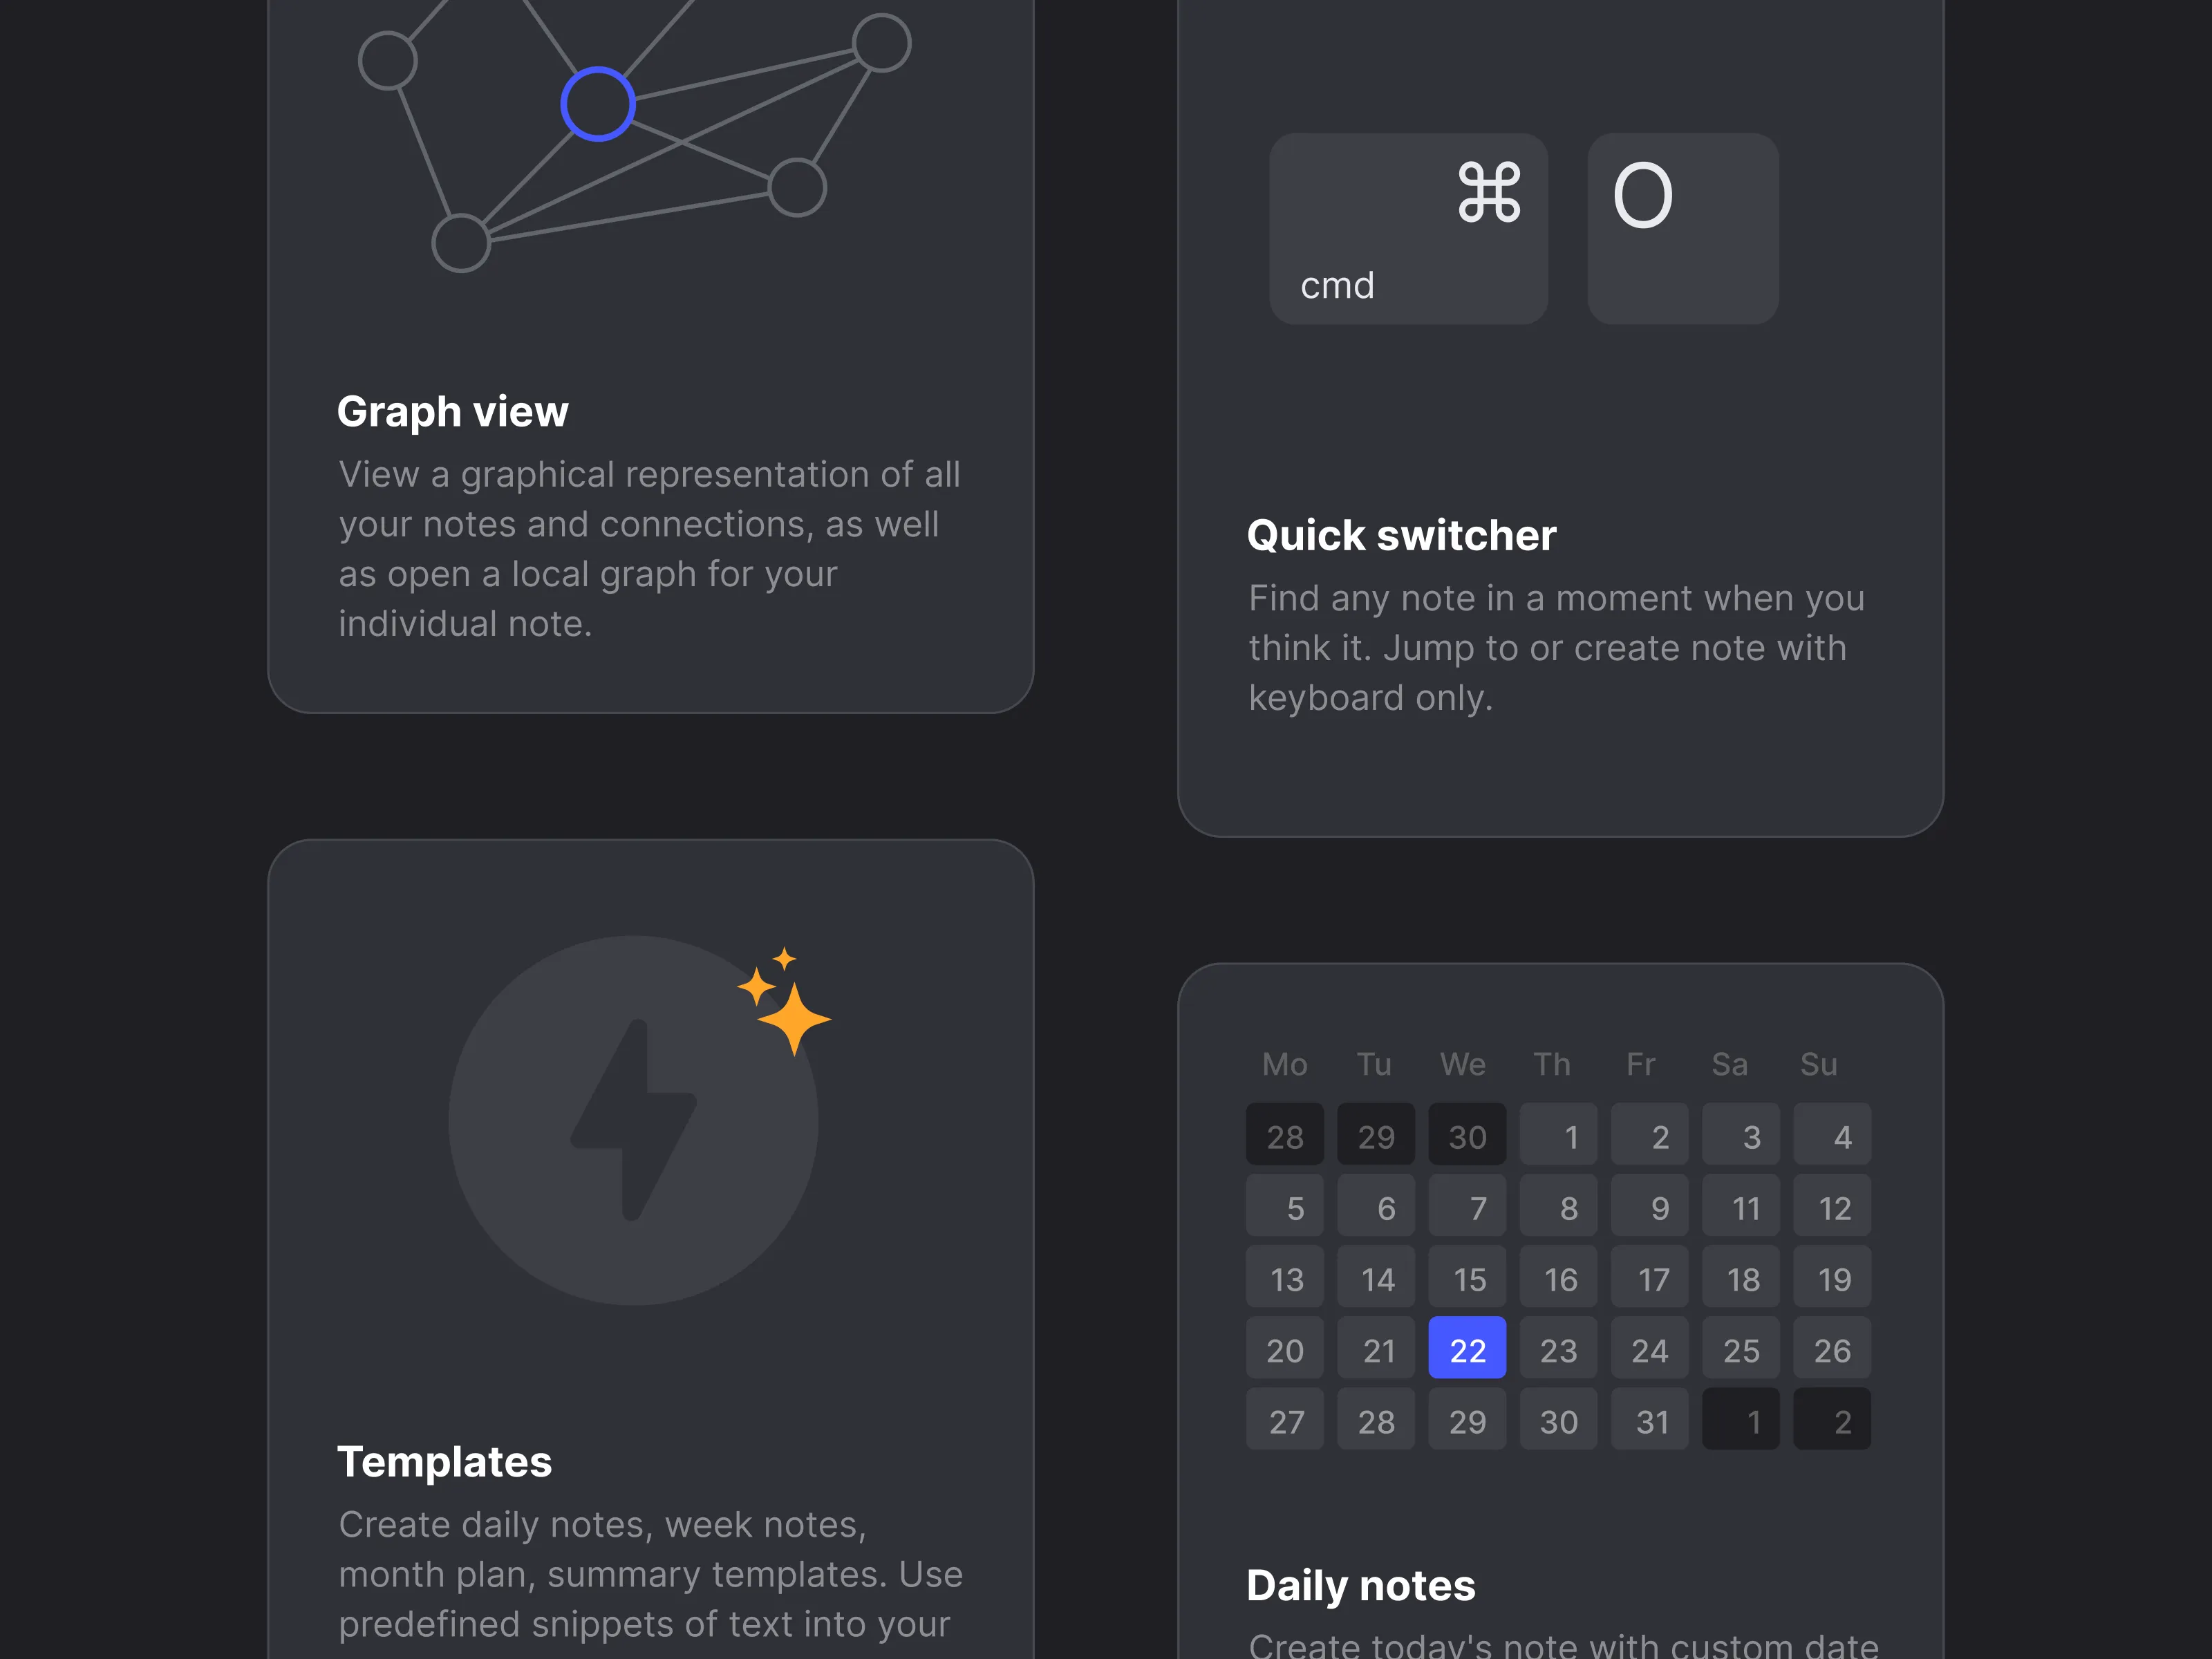 Graph view
View a graphical representation of all
your notes and connections, as well
as open a local graph for your
individual note.
⌘
cmd
O
Quick switcher
Find any note in a moment when you
think it. Jump to or create note with
keyboard only.
Templates
Create daily notes, week notes,
month plan, summary templates. Use
predefined snippets of text into your
Mo Tu We Th Fr Sa Su
28 29 30 1 2 3 4
5 6 7 8 9 11 12
13 14 15 16 17 18 19
20 21 22 23 24 25 26
27 28 29 30 31 1 2
Daily notes
Create today's note with custom date